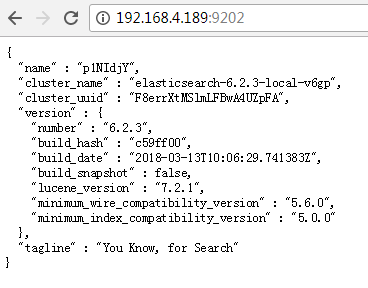 192.168.4.189:9202
{
  "name" : "p1NIdjY",
  "cluster_name" : "elasticsearch-6.2.3-local-v6gp",
  "cluster_uuid" : "F8errXtMSlmLFBwA4UZpFA",
  "version" : {
    "number" : "6.2.3",
    "build_hash" : "c59ff00",
    "build_date" : "2018-03-13T10:06:29.741383Z",
    "build_snapshot" : false,
    "lucene_version" : "7.2.1",
    "minimum_wire_compatibility_version" : "5.6.0",
    "minimum_index_compatibility_version" : "5.0.0"
  },
  "tagline" : "You Know, for Search"
}